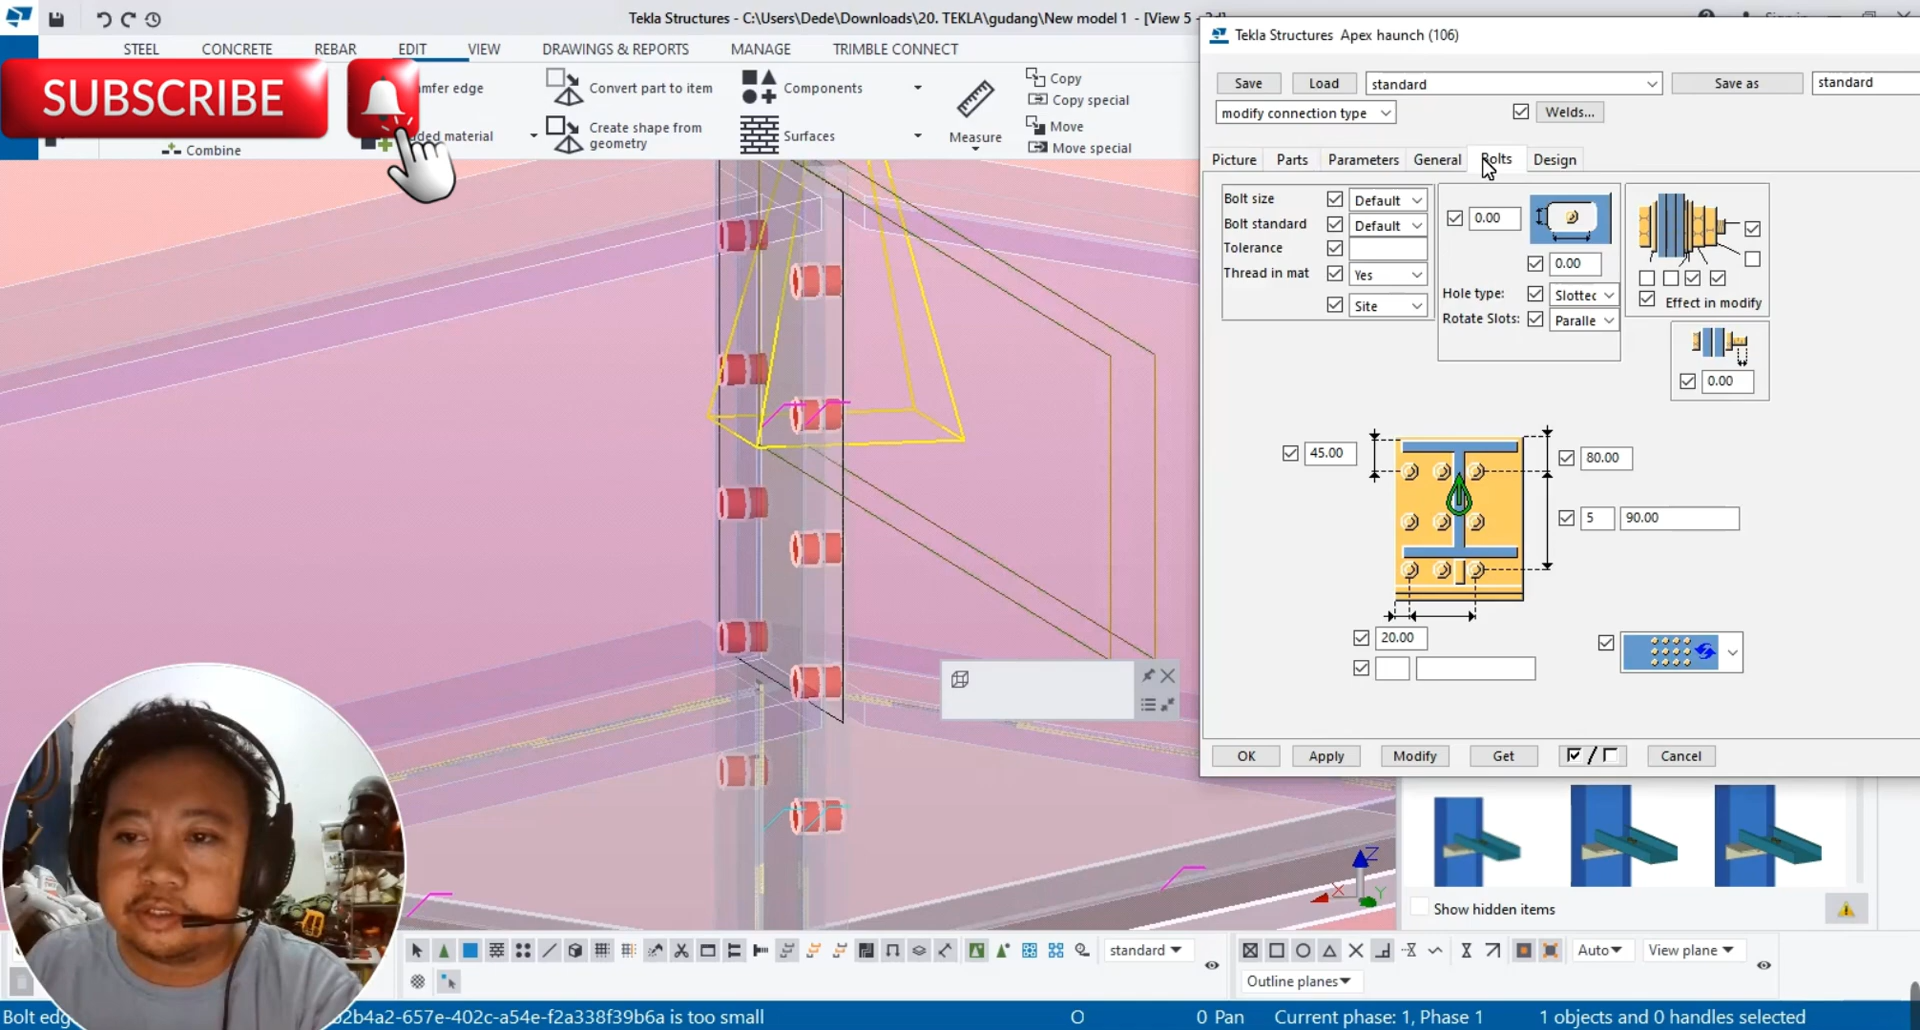 Tekla Structures - C:\Users\Dede\Downloads\20. TEKLA\gudang\New model 1 - [View 5 -
STEEL
CONCRETE
REBAR
EDIT
VIEW
DRAWINGS & REPORTS
MANAGE
TRIMBLE CONNECT
SUBSCRIBE
Convert part to item
Create shape from
geometry
Components
Surfaces
Measure
Copy
Copy special
Move
Move special
edge
material
Combine
Tekla Structures Apex haunch (106)
Save
Load
standard
Save as
standard
modify connection type
Welds...
Picture
Parts
Parameters
General
Bolts
Design
Bolt size
Default
Bolt standard
Default
Tolerance
Thread in mat
Yes
Site
0.00
0.00
Hole type:
Slottec
Rotate Slots:
Paralle
Effect in modify
0.00
45.00
80.00
5
90.00
20.00
OK
Apply
Modify
Get
/
Cancel
Z
X
Y
Show hidden items
standard
Auto
View plane
Outline planes
Bolt
b2b4a2-657e-402c-a54e-f2a338f39b6a is too small
O
0 Pan
Current phase: 1, Phase 1
1 objects and 0 handles selected